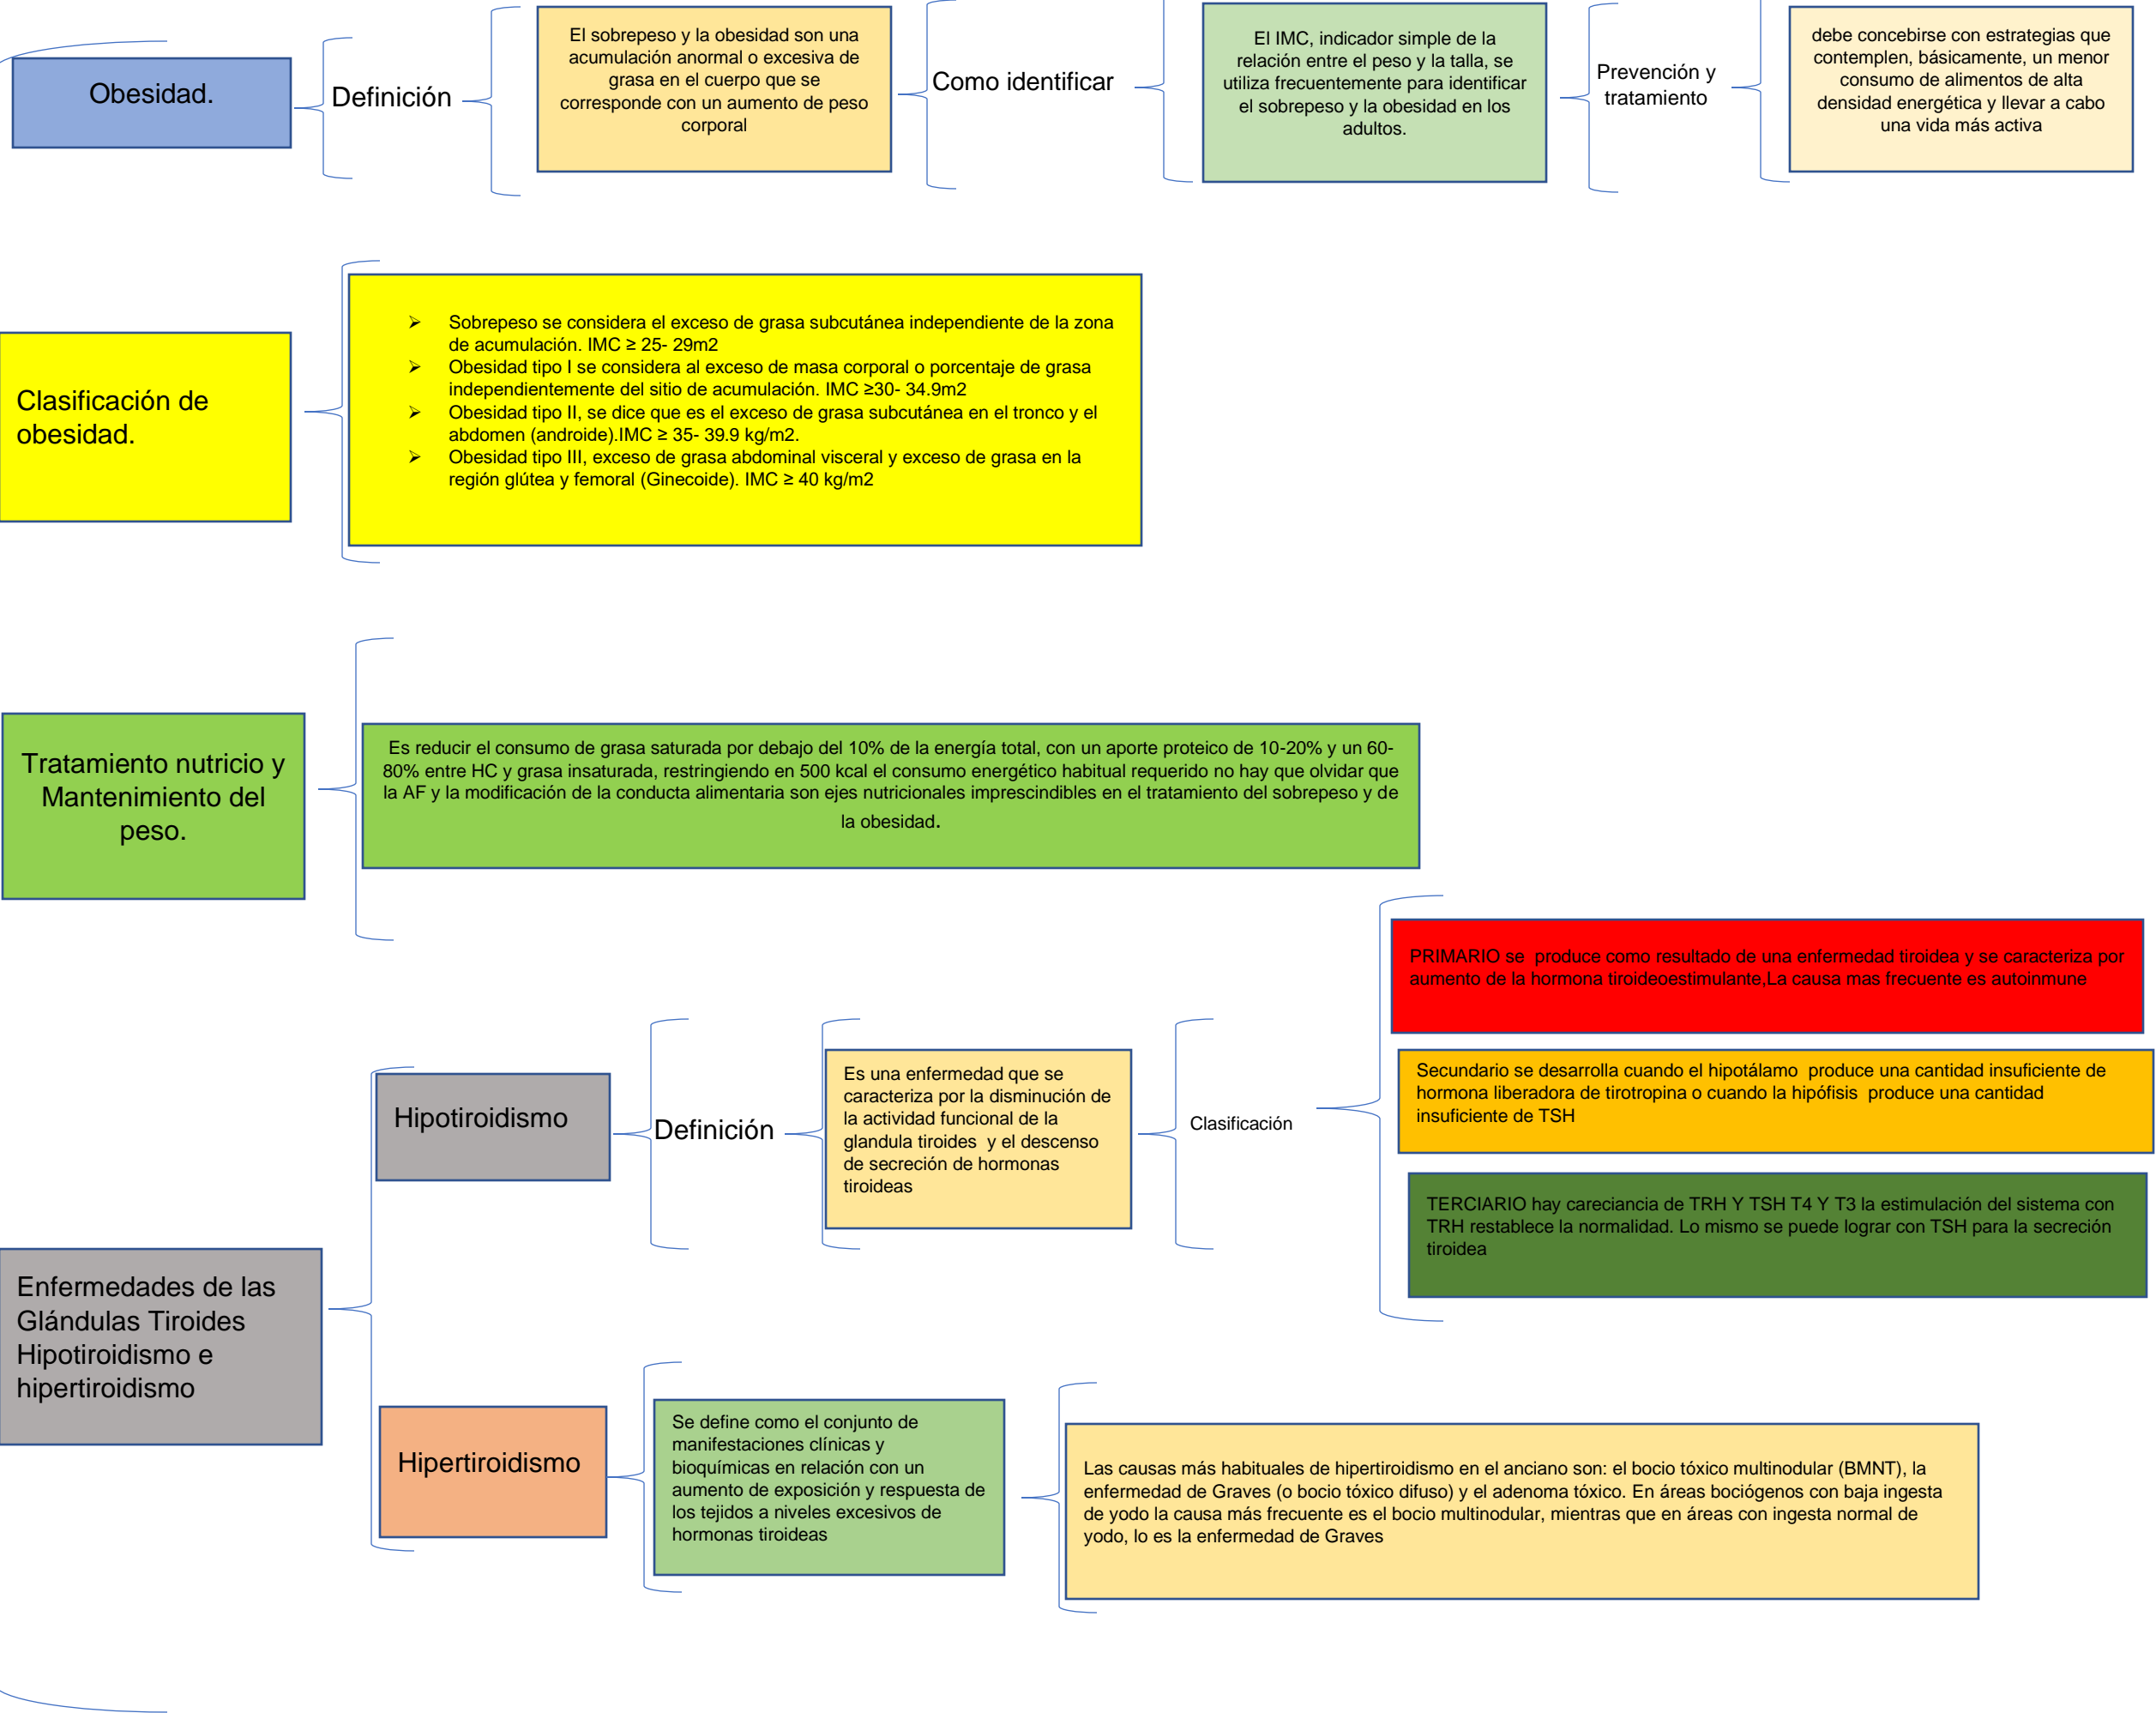 Obesidad.
Definición
El sobrepeso y la obesidad son una
acumulación anormal o excesiva de
grasa en el cuerpo que se
corresponde con un aumento de peso
corporal
Como identificar
El IMC, indicador simple de la
relación entre el peso y la talla, se
utiliza frecuentemente para identificar
el sobrepeso y la obesidad en los
adultos.
Prevención y
tratamiento
debe concebirse con estrategias que
contemplen, básicamente, un menor
consumo de alimentos de alta
densidad energética y llevar a cabo
una vida más activa
Clasificación de
obesidad.
➢ Sobrepeso se considera el exceso de grasa subcutánea independiente de la zona
de acumulación. IMC ≥ 25- 29m2
➢ Obesidad tipo I se considera al exceso de masa corporal o porcentaje de grasa
independientemente del sitio de acumulación. IMC ≥30- 34.9m2
➢ Obesidad tipo II, se dice que es el exceso de grasa subcutánea en el tronco y el
abdomen (androide).IMC ≥ 35- 39.9 kg/m2.
➢ Obesidad tipo III, exceso de grasa abdominal visceral y exceso de grasa en la
región glútea y femoral (Ginecoide). IMC ≥ 40 kg/m2
Tratamiento nutricio y
Mantenimiento del
peso.
Es reducir el consumo de grasa saturada por debajo del 10% de la energía total, con un aporte proteico de 10-20% y un 60-
80% entre HC y grasa insaturada, restringiendo en 500 kcal el consumo energético habitual requerido no hay que olvidar que
la AF y la modificación de la conducta alimentaria son ejes nutricionales imprescindibles en el tratamiento del sobrepeso y de
la obesidad.
Enfermedades de las
Glándulas Tiroides
Hipotiroidismo e
hipertiroidismo
Hipotiroidismo
Definición
Es una enfermedad que se
caracteriza por la disminución de
la actividad funcional de la
glandula tiroides y el descenso
de secreción de hormonas
tiroideas
Clasificación
PRIMARIO se produce como resultado de una enfermedad tiroidea y se caracteriza por
aumento de la hormona tiroideoestimulante,La causa mas frecuente es autoinmune
Secundario se desarrolla cuando el hipotálamo produce una cantidad insuficiente de
hormona liberadora de tirotropina o cuando la hipófisis produce una cantidad
insuficiente de TSH
TERCIARIO hay careciancia de TRH Y TSH T4 Y T3 la estimulación del sistema con
TRH restablece la normalidad. Lo mismo se puede lograr con TSH para la secreción
tiroidea
Hipertiroidismo
Se define como el conjunto de
manifestaciones clínicas y
bioquímicas en relación con un
aumento de exposición y respuesta de
los tejidos a niveles excesivos de
hormonas tiroideas
Las causas más habituales de hipertiroidismo en el anciano son: el bocio tóxico multinodular (BMNT), la
enfermedad de Graves (o bocio tóxico difuso) y el adenoma tóxico. En áreas bociógenos con baja ingesta
de yodo la causa más frecuente es el bocio multinodular, mientras que en áreas con ingesta normal de
yodo, lo es la enfermedad de Graves